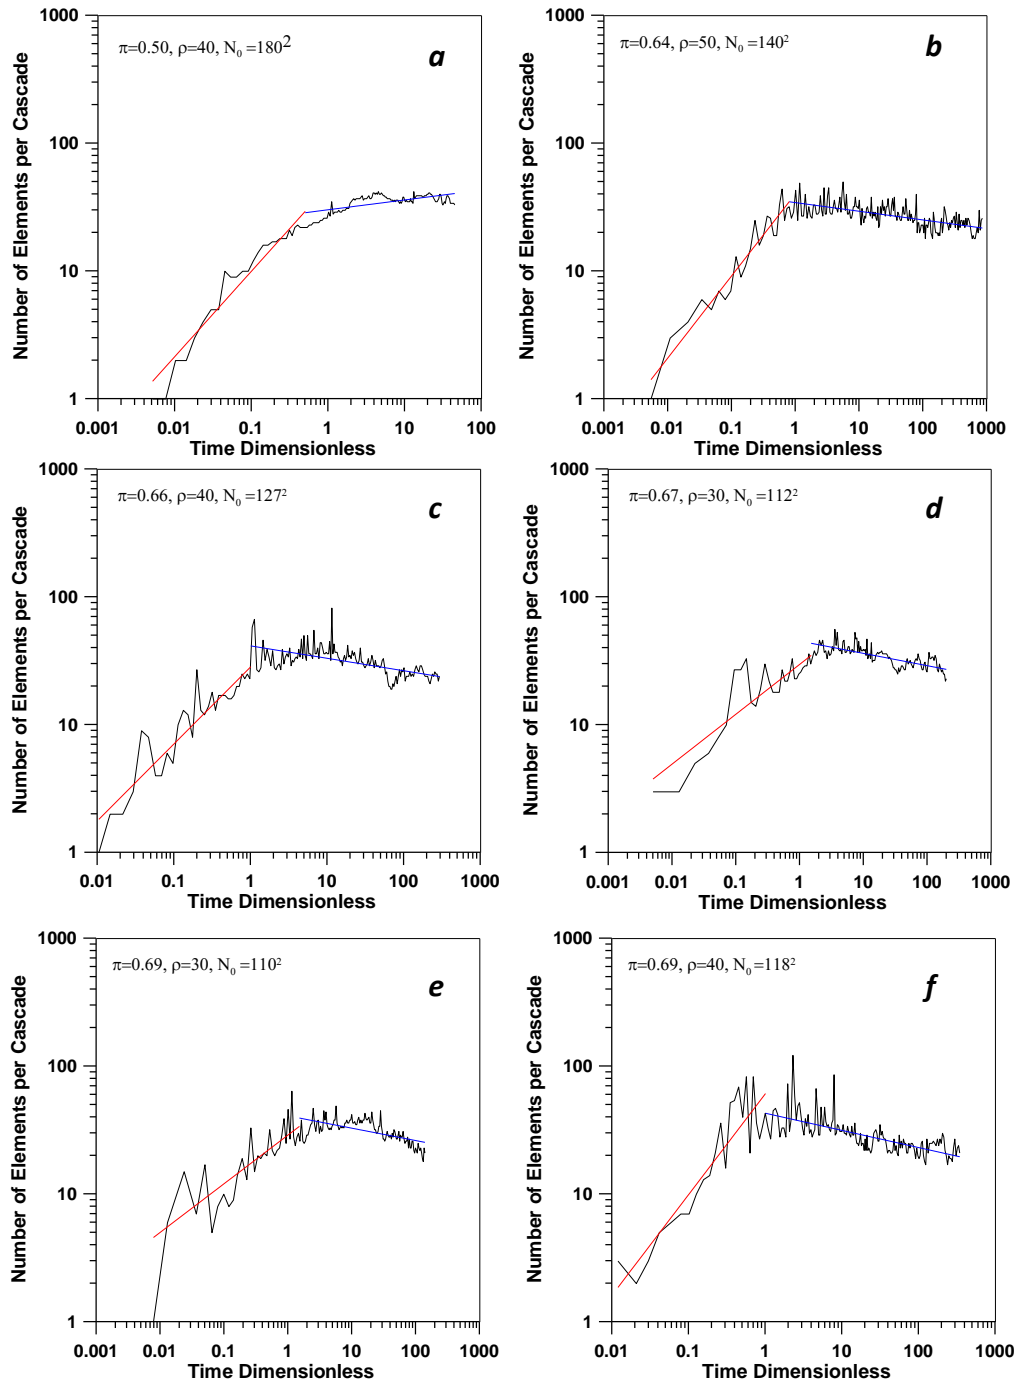 1000
π=0.50, ρ=40, N₀ =180²
a
100
10
1
0.001 0.01 0.1 1 10 100
Time Dimensionless
Number of Elements per Cascade
1000
π=0.64, ρ=50, N₀ =140²
b
100
10
1
0.001 0.01 0.1 1 10 100 1000
Time Dimensionless
Number of Elements per Cascade
1000
π=0.66, ρ=40, N₀ =127²
c
100
10
1
0.01 0.1 1 10 100 1000
Time Dimensionless
Number of Elements per Cascade
1000
π=0.67, ρ=30, N₀ =112²
d
100
10
1
0.001 0.01 0.1 1 10 100 1000
Time Dimensionless
Number of Elements per Cascade
1000
π=0.69, ρ=30, N₀ =110²
e
100
10
1
0.001 0.01 0.1 1 10 100 1000
Time Dimensionless
Number of Elements per Cascade
1000
π=0.69, ρ=40, N₀ =118²
f
100
10
1
0.01 0.1 1 10 100 1000
Time Dimensionless
Number of Elements per Cascade